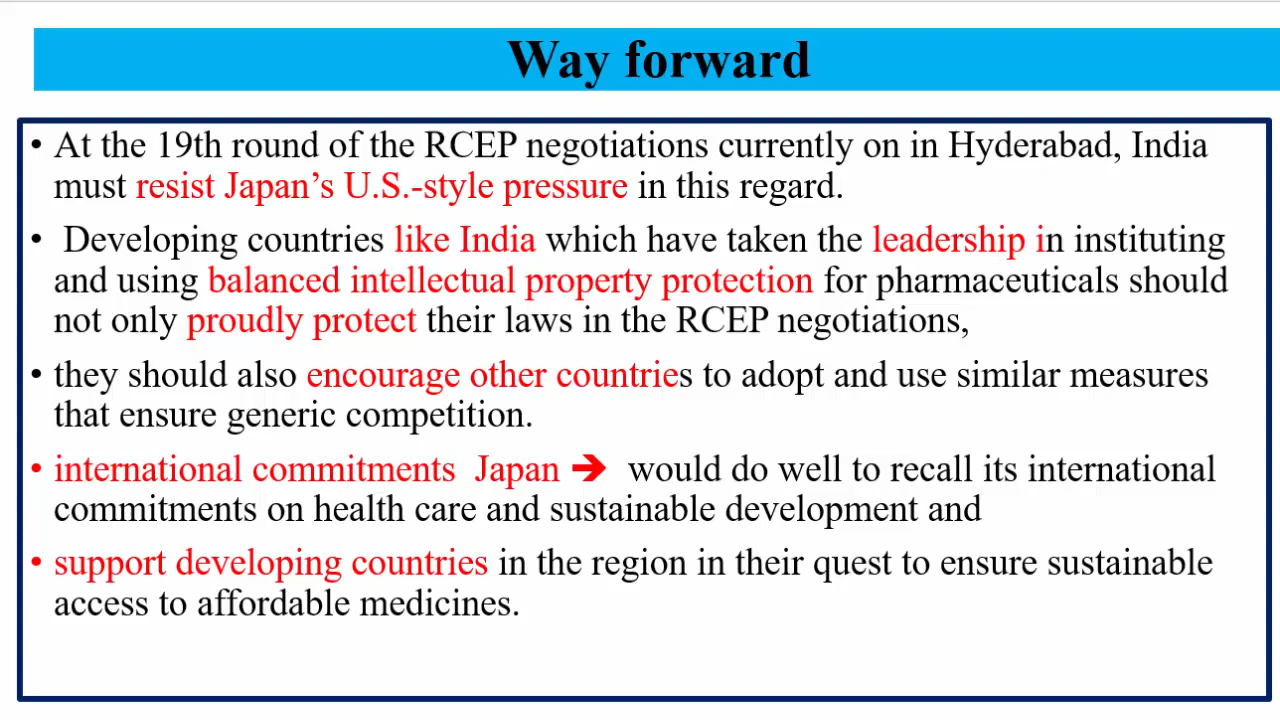 Way forward
• At the 19th round of the RCEP negotiations currently on in Hyderabad, India
must resist Japan’s U.S.-style pressure in this regard.
• Developing countries like India which have taken the leadership in instituting
and using balanced intellectual property protection for pharmaceuticals should
not only proudly protect their laws in the RCEP negotiations,
• they should also encourage other countries to adopt and use similar measures
that ensure generic competition.
• international commitments Japan ➔ would do well to recall its international
commitments on health care and sustainable development and
• support developing countries in the region in their quest to ensure sustainable
access to affordable medicines.